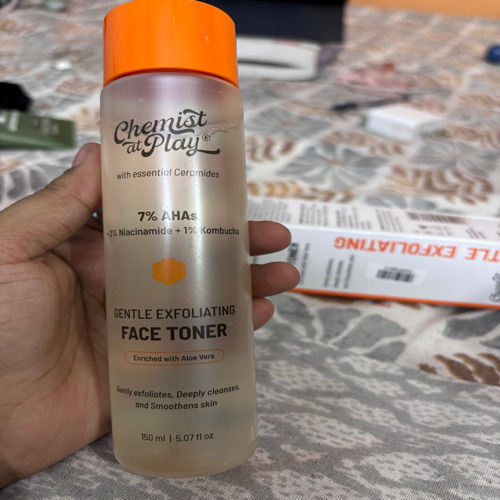 Chemist
at Play®
with essential Ceramides
7% AHAs
+3% Niacinamide + 1% Kombucha
GENTLE EXFOLIATING
FACE TONER
Enriched with Aloe Vera
Gently exfoliates, Deeply cleanses,
and Smoothens skin
150 ml | 5.07 fl oz
EXFOLIATING